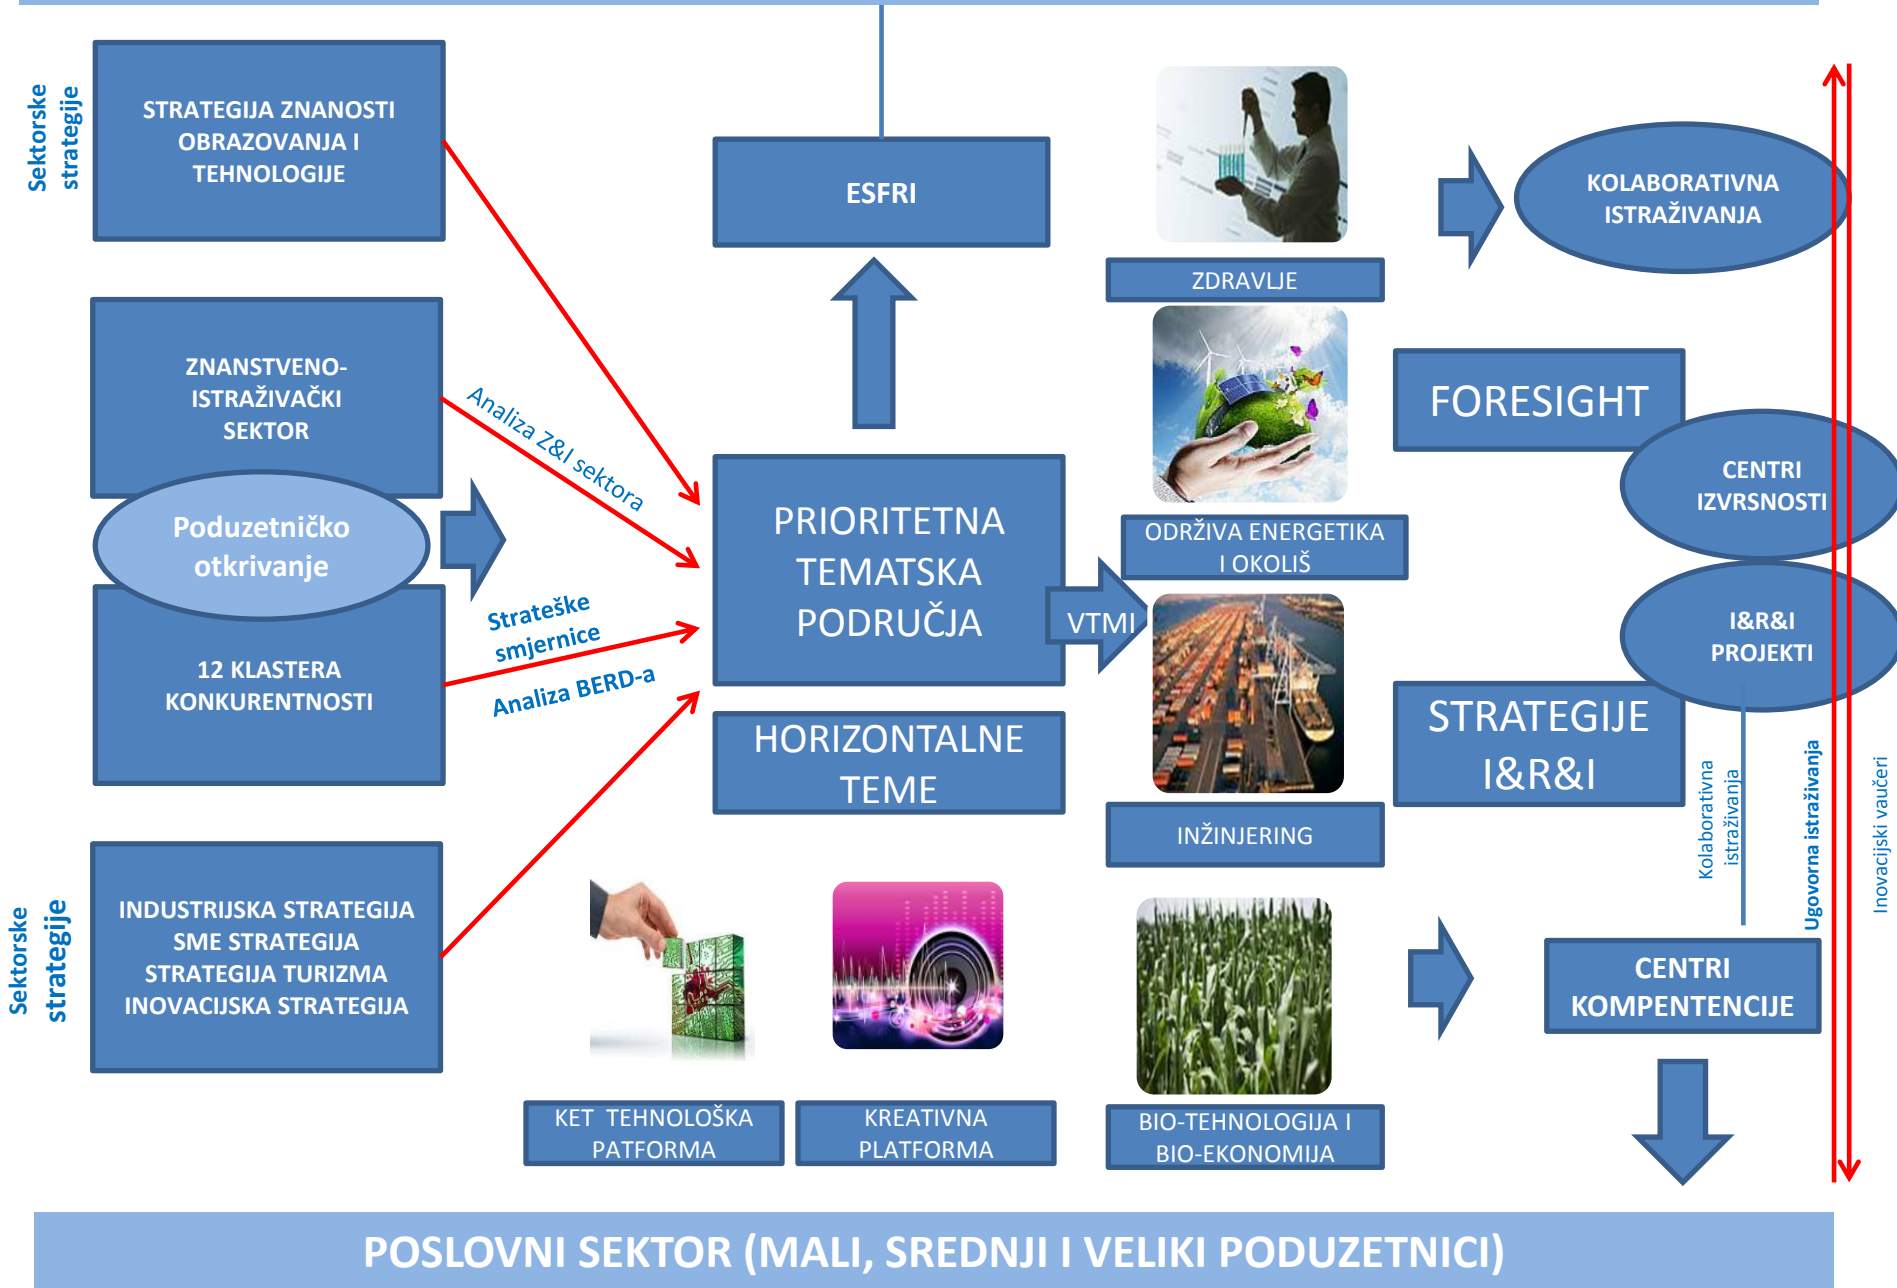 Sektorske
strategije
STRATEGIJA ZNANOSTI
OBRAZOVANJA I
TEHNOLOGIJE
ZNANSTVENO-
ISTRAŽIVAČKI
SEKTOR
Poduzetničko
otkrivanje
12 KLASTERA
KONKURENTNOSTI
Sektorske
strategije
INDUSTRIJSKA STRATEGIJA
SME STRATEGIJA
STRATEGIJA TURIZMA
INOVACIJSKA STRATEGIJA
Analiza Z&I sektora
Strateške
smjernice
Analiza BERD-a
ESFRI
PRIORITETNA
TEMATSKA
PODRUČJA
HORIZONTALNE
TEME
VTMI
KET  TEHNOLOŠKA
PATFORMA
KREATIVNA
PLATFORMA
ZDRAVLJE
ODRŽIVA ENERGETIKA
I OKOLIŠ
INŽINJERING
BIO-TEHNOLOGIJA I
BIO-EKONOMIJA
KOLABORATIVNA
ISTRAŽIVANJA
FORESIGHT
CENTRI
IZVRSNOSTI
I&R&I
PROJEKTI
STRATEGIJE
I&R&I
Kolaborativna
istraživanja
Ugovorna istraživanja
Inovacijski vaučeri
CENTRI
KOMPENTENCIJE
POSLOVNI SEKTOR (MALI, SREDNJI I VELIKI PODUZETNICI)